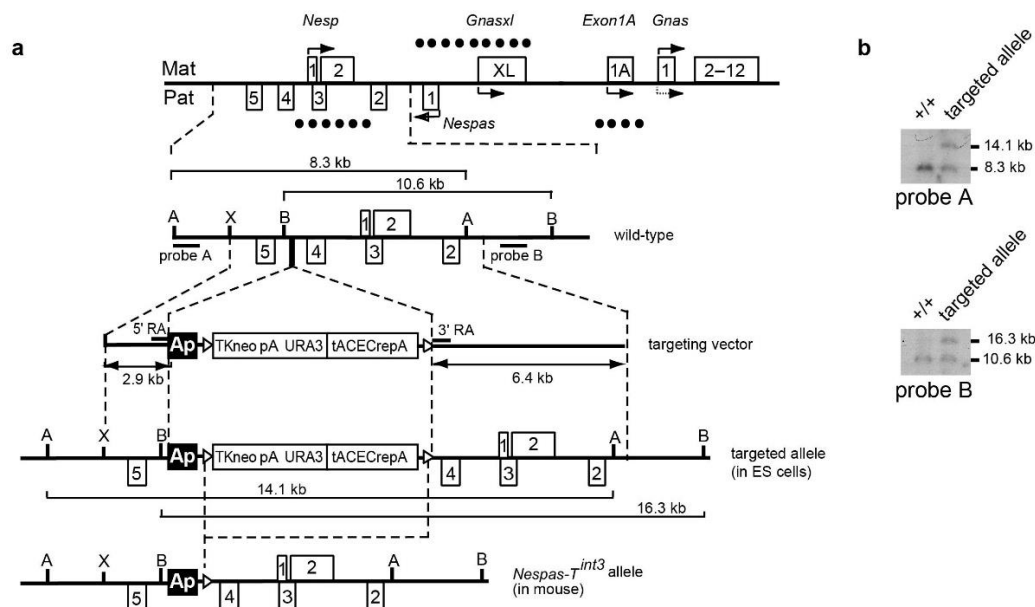 a
b
Nesp Gnasxl Exon1A Gnas
Mat 1 2 XL 1A 1 2–12
Pat 5 4 3 2 1
Nespas
8.3 kb
10.6 kb
A X B A B
1 2
wild-type
probe A 5 4 3 2 probe B
5' RA 3' RA
Ap TKneo pA URA3 tACECrepA targeting vector
2.9 kb 6.4 kb
A X B 1 2 A B
Ap TKneo pA URA3 tACECrepA targeted allele
5 4 3 2 (in ES cells)
14.1 kb
16.3 kb
A X B 1 2 A B
Ap Nespas-T^int3 allele
5 4 3 2 (in mouse)
+/+ targeted allele
14.1 kb
8.3 kb
probe A
+/+ targeted allele
16.3 kb
10.6 kb
probe B